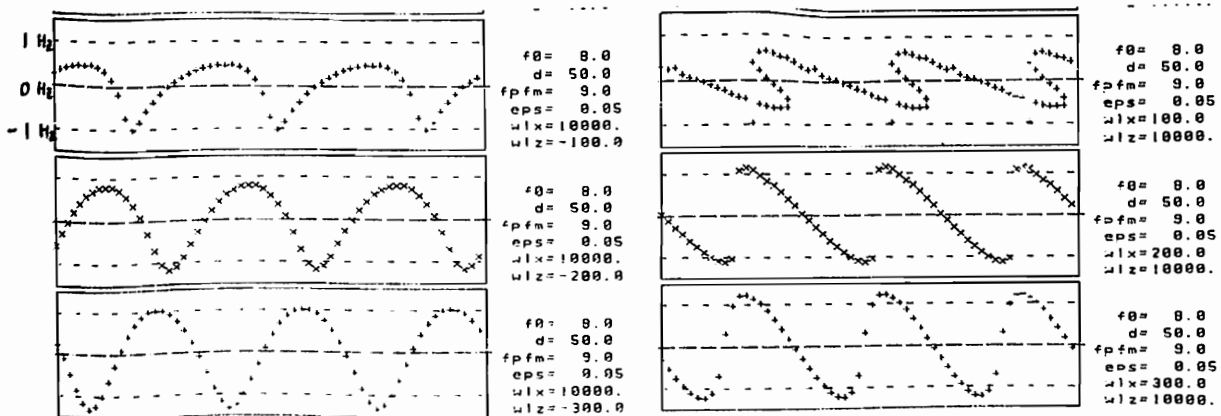 1 Hz
0 Hz
-1 Hz
f0= 8.0
d= 50.0
fpfm= 9.0
eps= 0.05
wlx=10000.
wlz=-100.0
f0= 8.0
d= 50.0
fpfm= 9.0
eps= 0.05
wlx=10000.
wlz=-200.0
f0= 8.0
d= 50.0
fpfm= 9.0
eps= 0.05
wlx=10000.
wlz=-300.0
f0= 8.0
d= 50.0
fpfm= 9.0
eps= 0.05
wlx=100.0
wlz=10000.
f0= 8.0
d= 50.0
fpfm= 9.0
eps= 0.05
wlx=200.0
wlz=10000.
f0= 8.0
d= 50.0
fpfm= 9.0
eps= 0.05
wlx=300.0
wlz=10000.